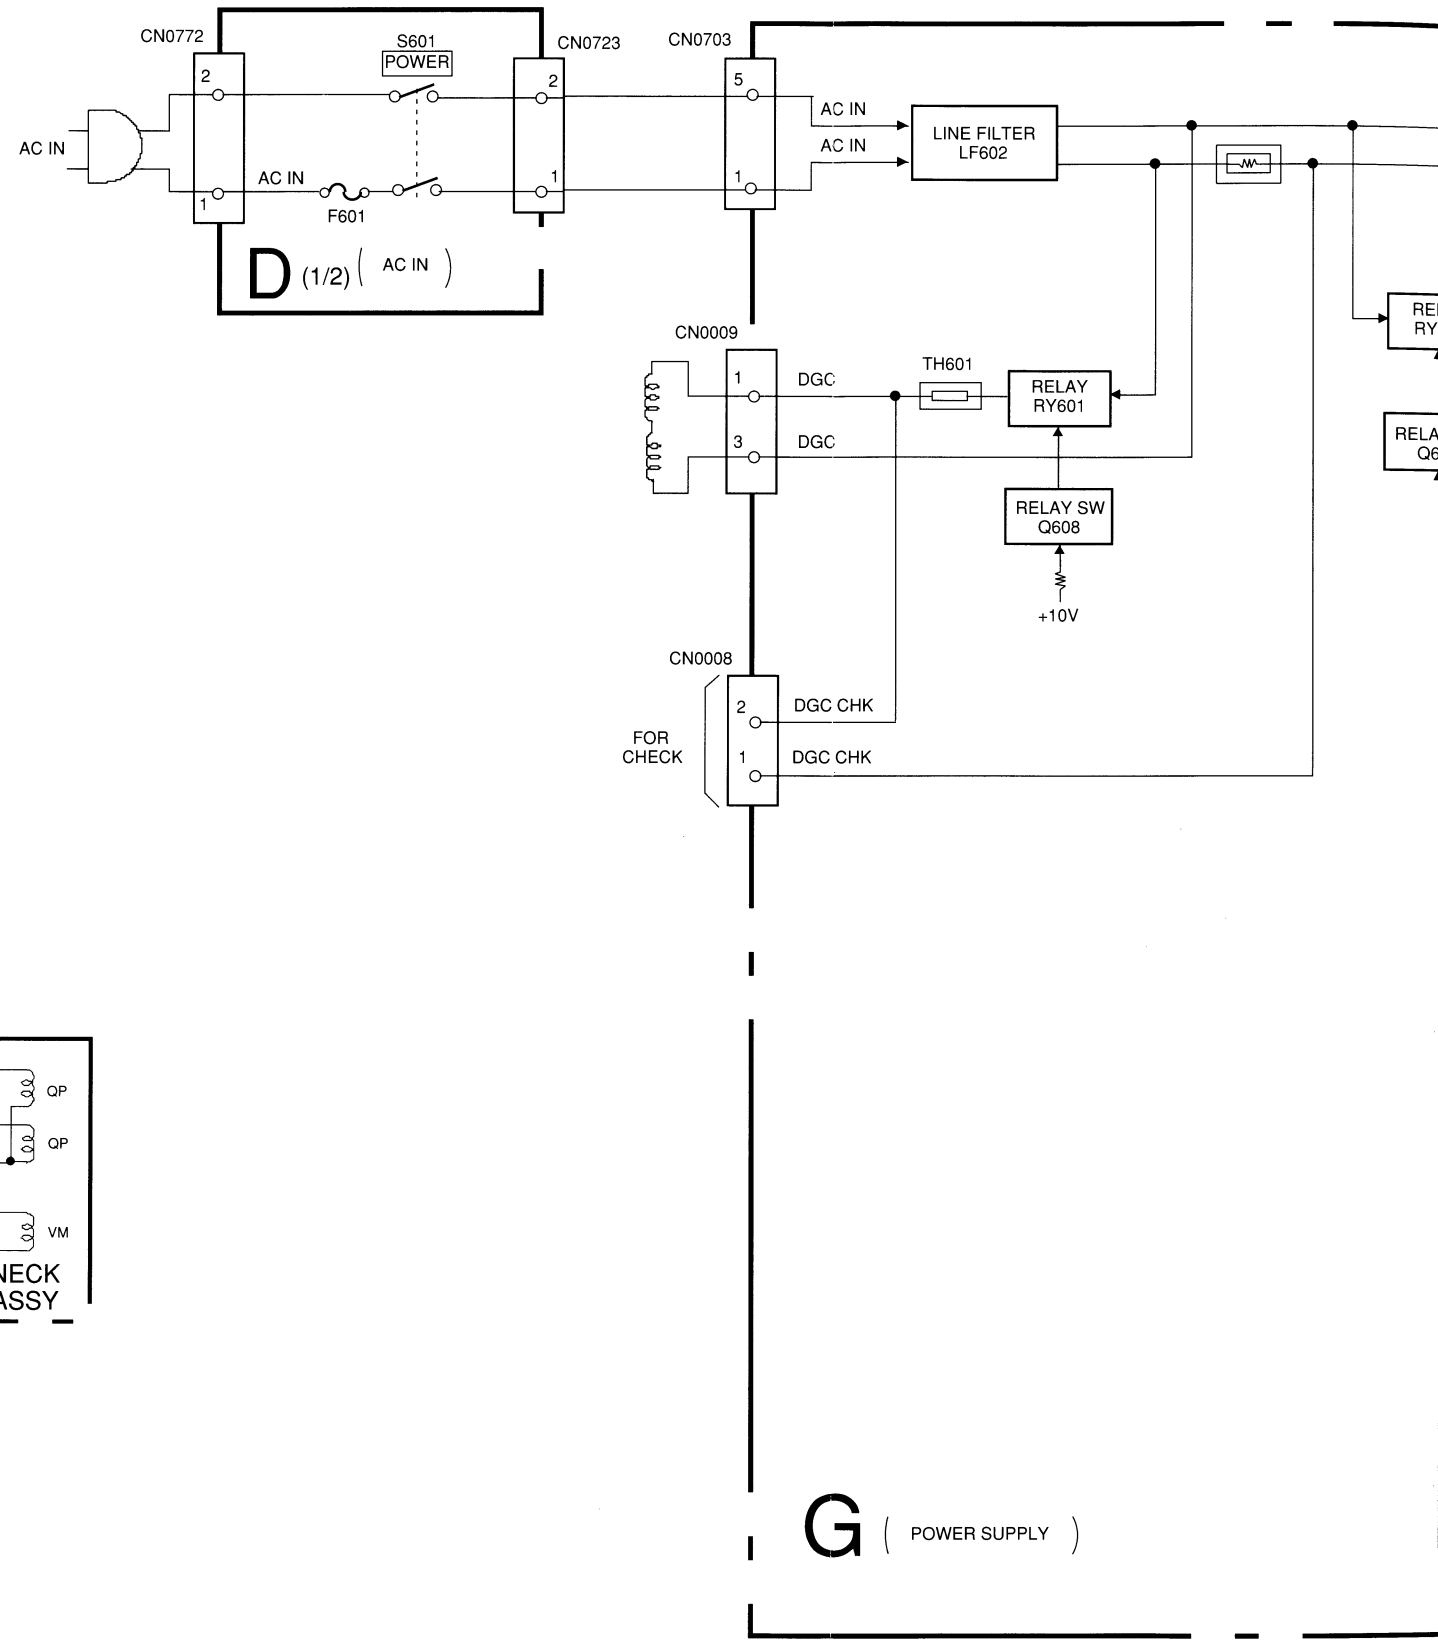 CN0772
S601
POWER
CN0723
CN0703
2
2
5
AC IN
AC IN
AC IN
AC IN
LINE FILTER
LF602
1
F601
1
1
D (1/2) ( AC IN )
CN0009
1
DGC
TH601
RELAY
RY601
3
DGC
RELAY SW
Q608
+10V
CN0008
FOR
CHECK
2
DGC CHK
1
DGC CHK
QP
QP
VM
NECK
ASSY
G ( POWER SUPPLY )